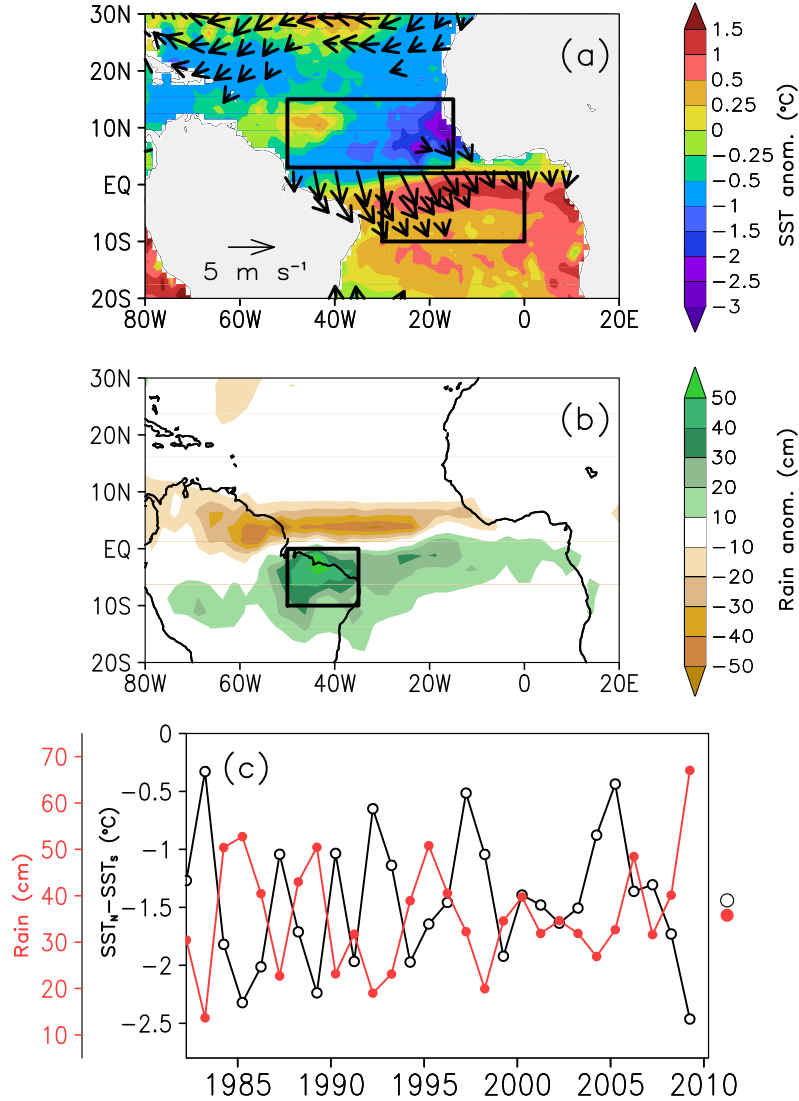 30N
20N
10N
EQ
10S
20S
80W 60W 40W 20W 0 20E
(a)
5 m s⁻¹
1.5
1
0.5
0.25
0
−0.25
−0.5
−1
−1.5
−2
−2.5
−3
SST anom. (°C)
30N
20N
10N
EQ
10S
20S
80W 60W 40W 20W 0 20E
(b)
50
40
30
20
10
−10
−20
−30
−40
−50
Rain anom. (cm)
70
60
50
40
30
20
10
Rain (cm)
0
−0.5
−1
−1.5
−2
−2.5
SST_N−SST_S (°C)
(c)
1985 1990 1995 2000 2005 2010